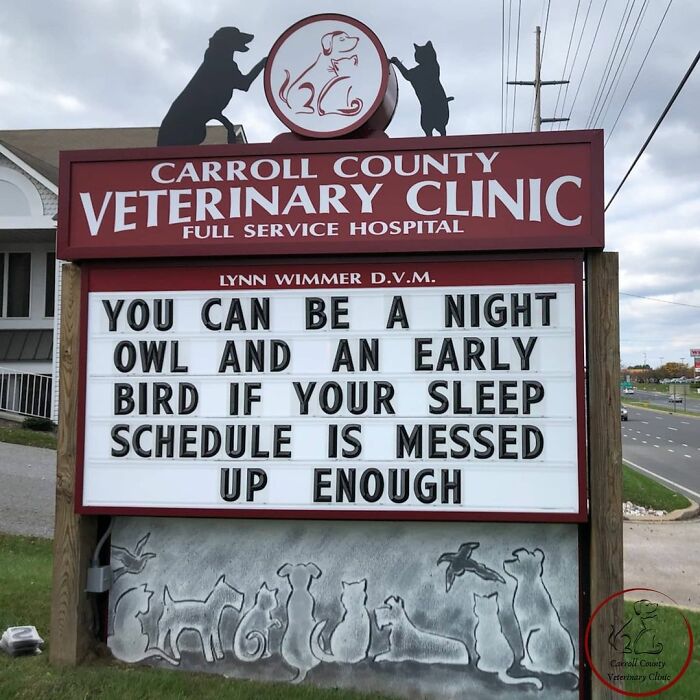 CARROLL COUNTY
VETERINARY CLINIC
FULL SERVICE HOSPITAL
LYNN WIMMER D.V.M.
YOU CAN BE A NIGHT
OWL AND AN EARLY
BIRD IF YOUR SLEEP
SCHEDULE IS MESSED
UP ENOUGH
Carroll County
Veterinary Clinic